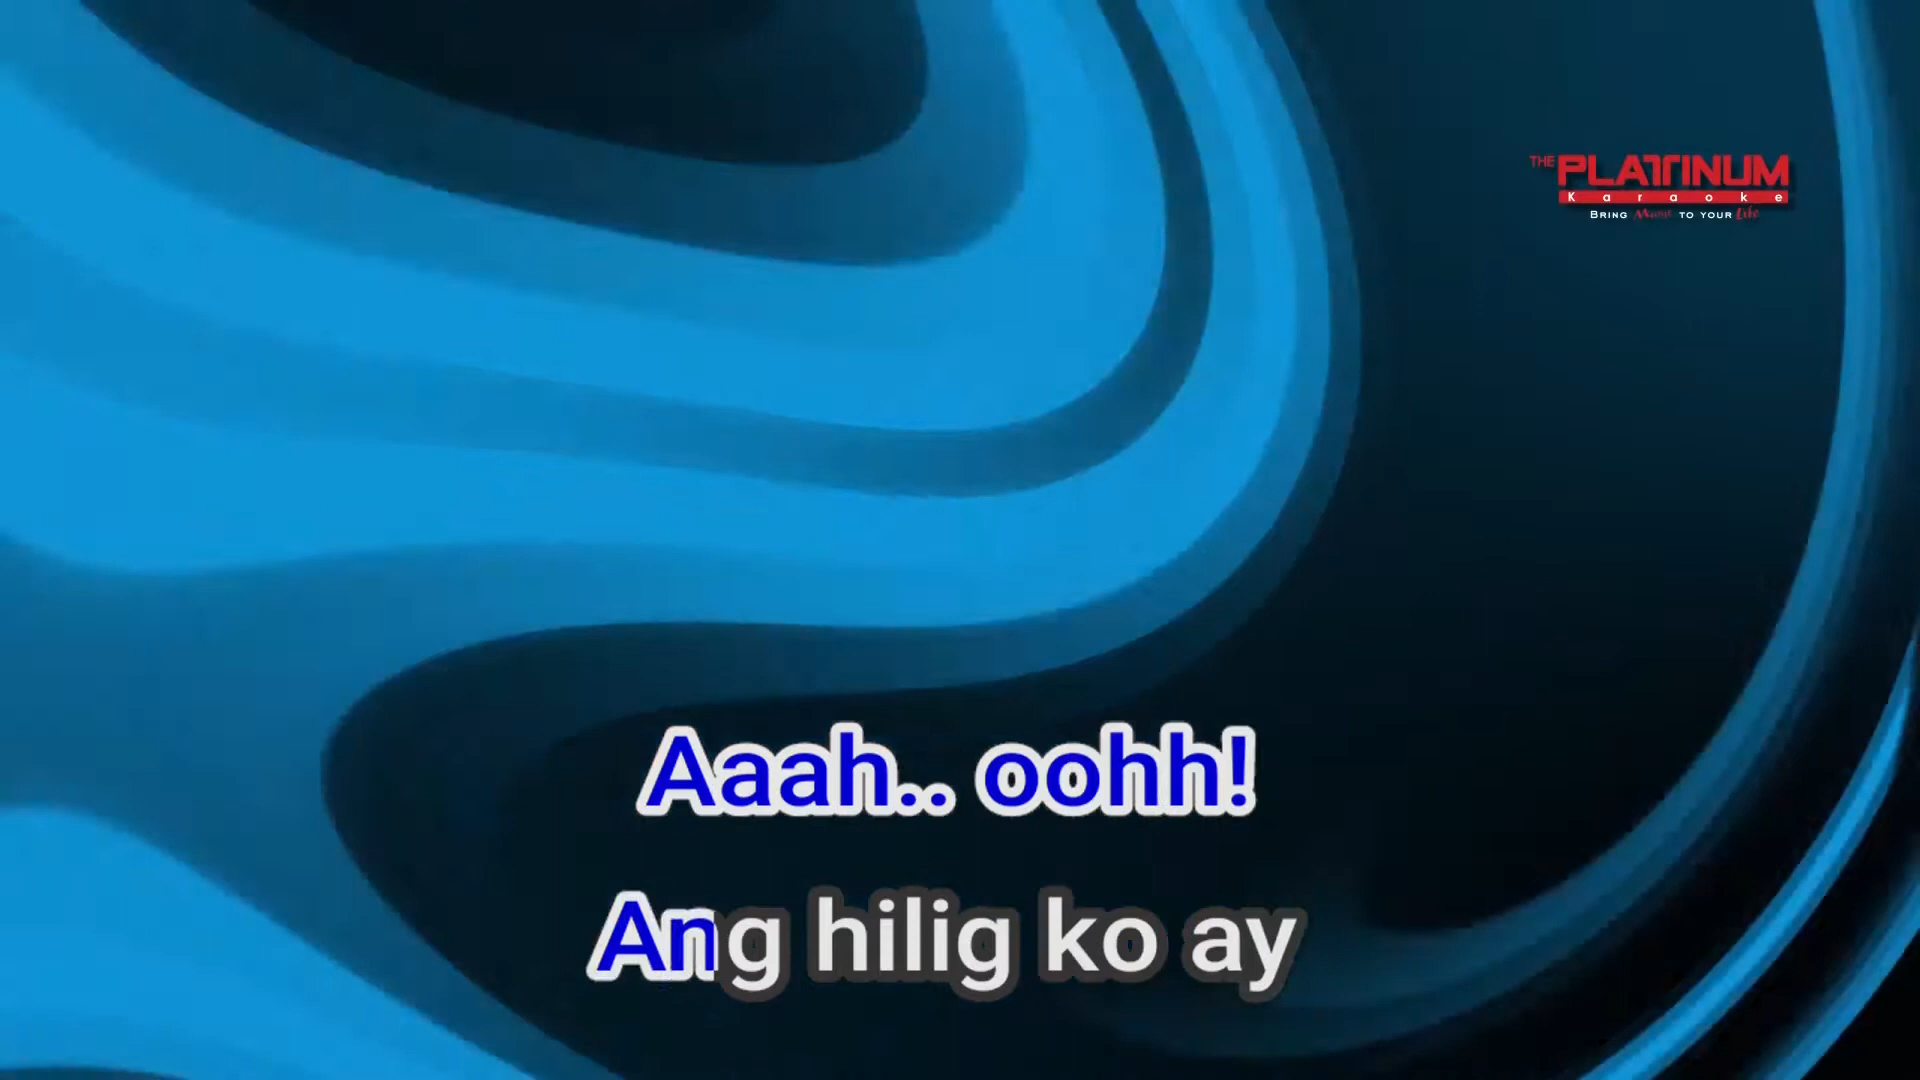 THE PLATINUM
Karaoke
BRING Music TO YOUR Life
Aaah.. oohh!
Ang hilig ko ay